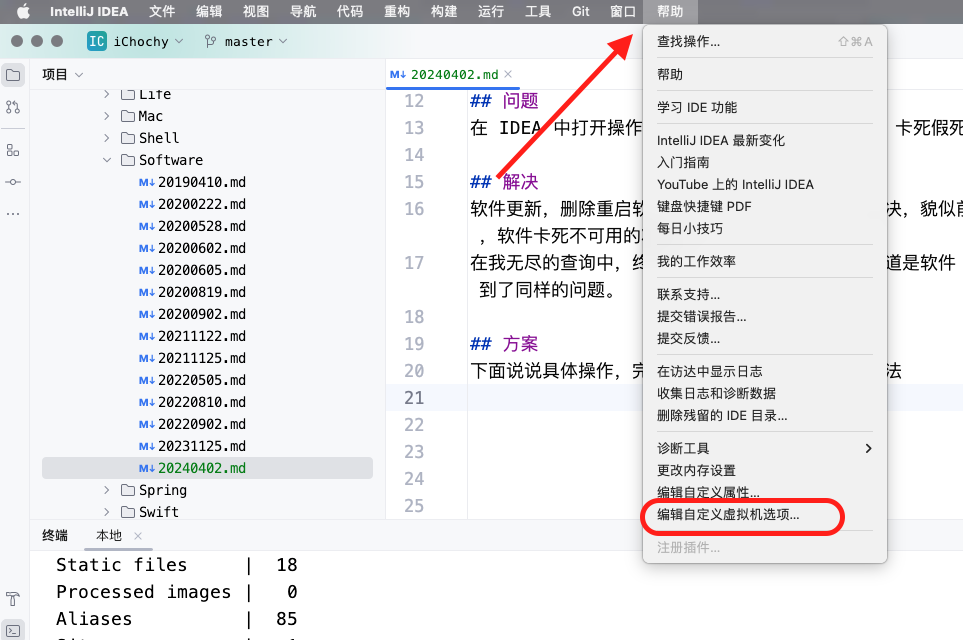 IntelliJ IDEA 文件 编辑 视图 导航 代码 重构 构建 运行 工具 Git 窗口 帮助
IC iChochy master
项目
Life
Mac
Shell
Software
M↓ 20190410.md
M↓ 20200222.md
M↓ 20200528.md
M↓ 20200602.md
M↓ 20200605.md
M↓ 20200819.md
M↓ 20200902.md
M↓ 20211122.md
M↓ 20211125.md
M↓ 20220505.md
M↓ 20220810.md
M↓ 20220902.md
M↓ 20231125.md
M↓ 20240402.md
Spring
Swift
M↓ 20240402.md ×
12 ## 问题
13 在 IDEA 中打开操作 卡死假死
14
15 ## 解决
16 软件更新，删除重启软 决，貌似前
，软件卡死不可用的
17 在我无尽的查询中，终 道是软件
到了同样的问题。
18
19 ## 方案
20 下面说说具体操作，完 法
21
22
23
24
25
查找操作... ⇧⌘A
帮助
学习 IDE 功能
IntelliJ IDEA 最新变化
入门指南
YouTube 上的 IntelliJ IDEA
键盘快捷键 PDF
每日小技巧
我的工作效率
联系支持...
提交错误报告...
提交反馈...
在访达中显示日志
收集日志和诊断数据
删除残留的 IDE 目录...
诊断工具
更改内存设置
编辑自定义属性...
编辑自定义虚拟机选项...
注册插件...
终端 本地 ×
Static files | 18
Processed images | 0
Aliases | 85